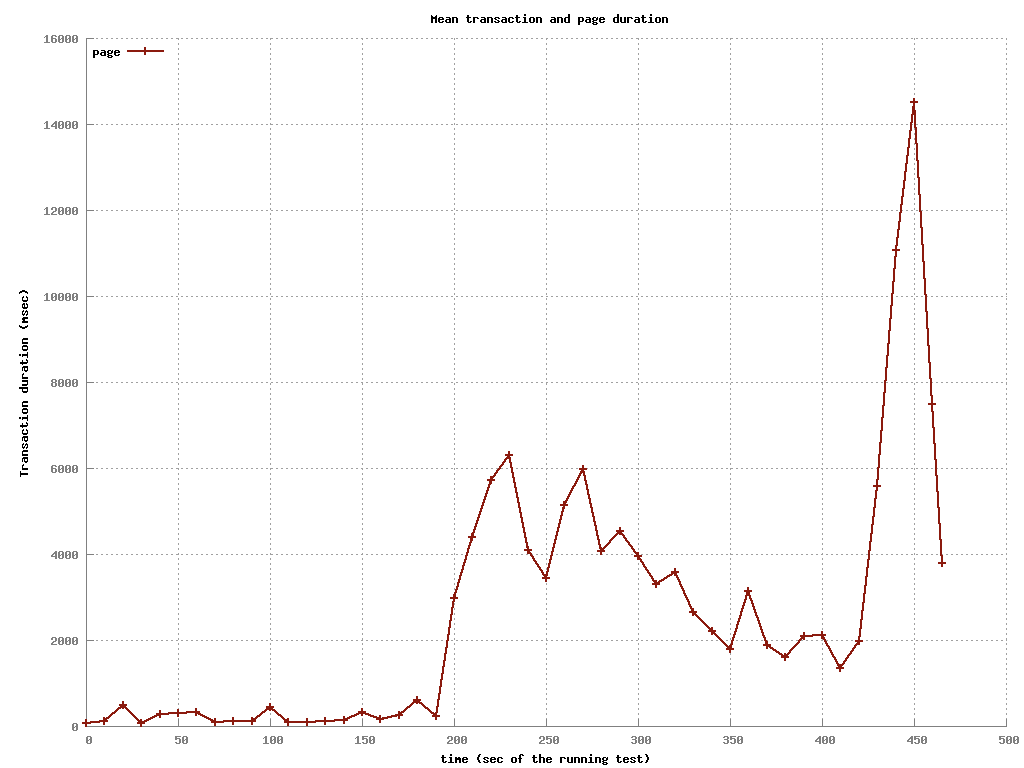 Mean transaction and page duration
page
16000
14000
12000
10000
8000
6000
4000
2000
0
Transaction duration (msec)
0 50 100 150 200 250 300 350 400 450 500
time (sec of the running test)